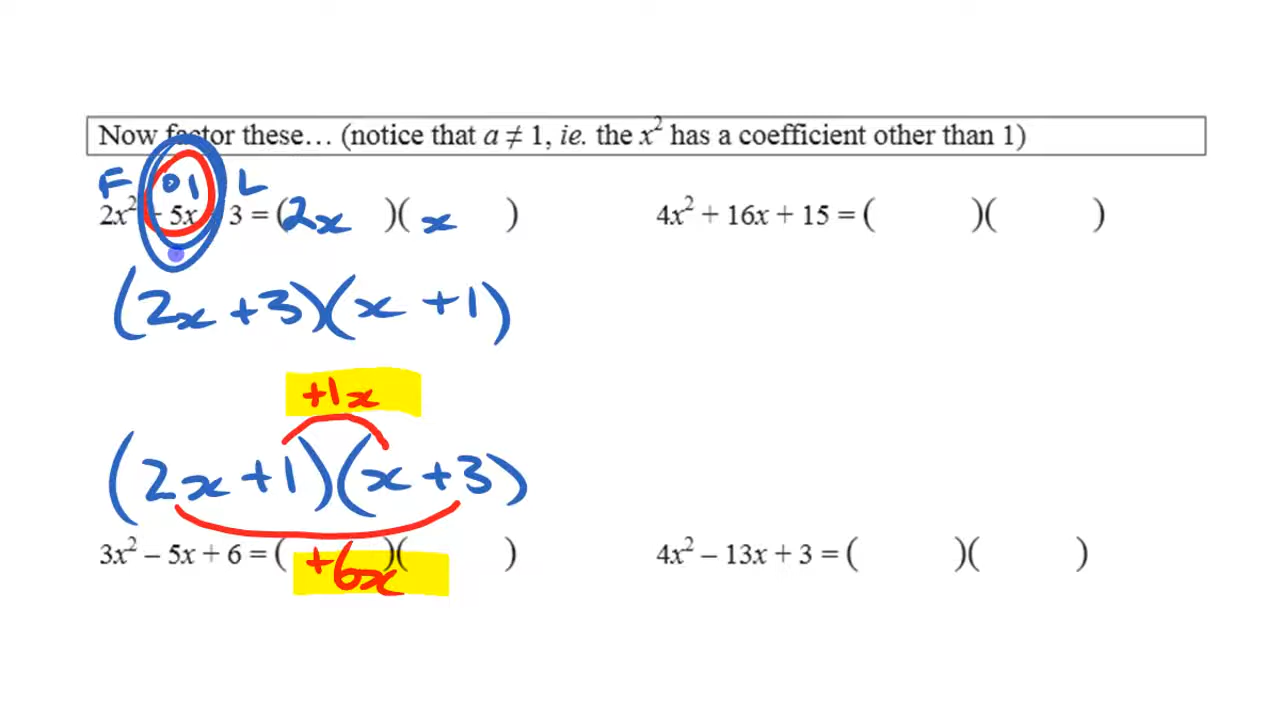 Now factor these… (notice that a ≠ 1, ie. the x² has a coefficient other than 1)
F OI L
2x² + 5x + 3 = (2x )(x )
4x² + 16x + 15 = ( )( )
(2x +3)(x +1)
+1x
(2x +1)(x +3)
+6x
3x² – 5x + 6 = ( )( )
4x² – 13x + 3 = ( )( )